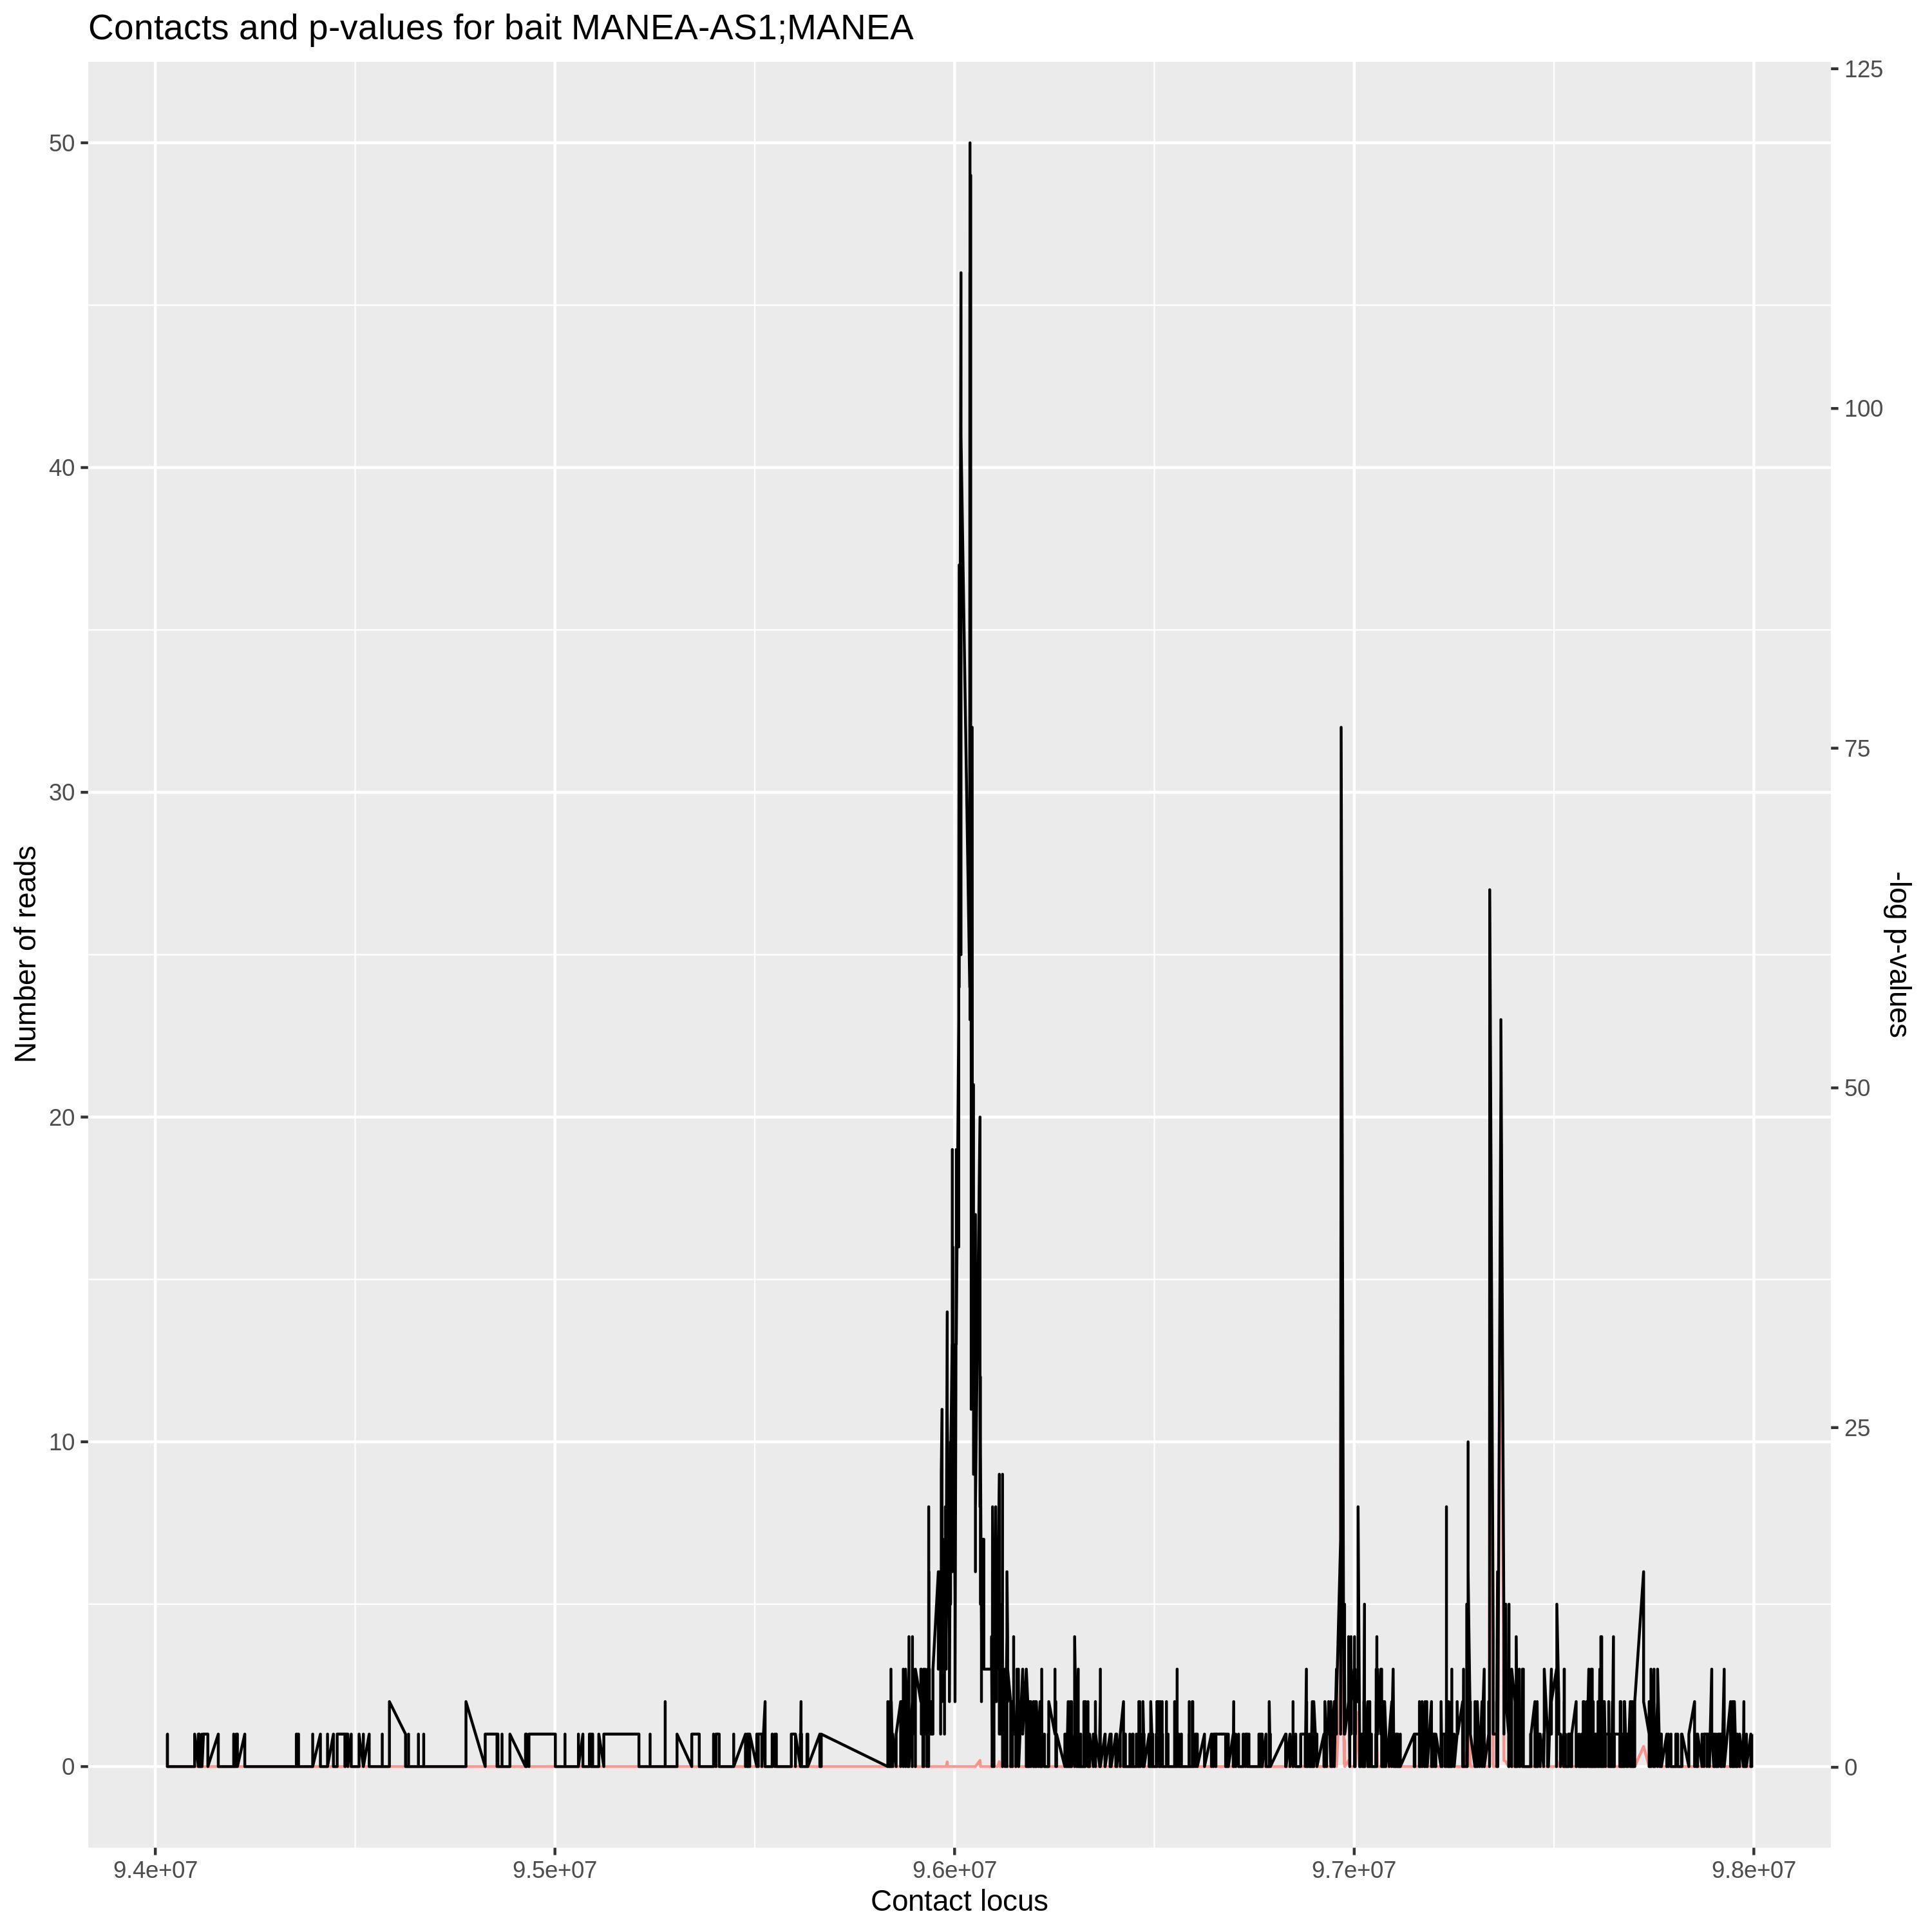 Contacts and p-values for bait MANEA-AS1;MANEA
125
50
100
40
75
30
Number of reads
-log p-values
50
20
25
10
0
0
9.4e+07
9.5e+07
9.6e+07
9.7e+07
9.8e+07
Contact locus